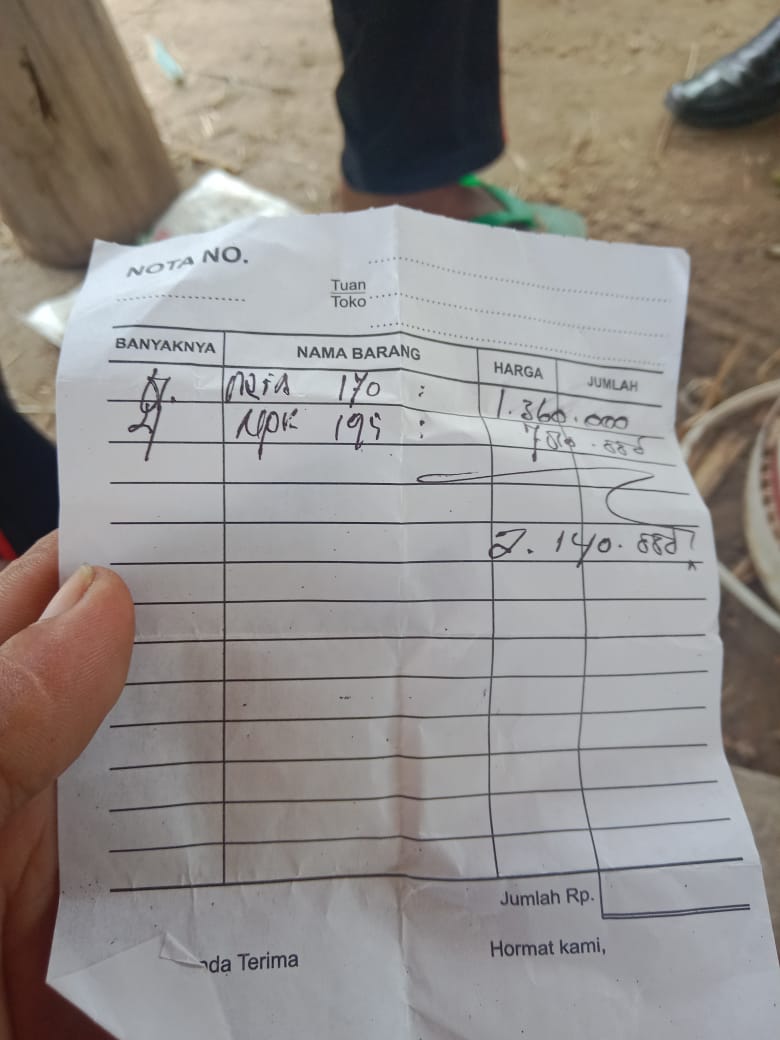 NOTA NO.
Tuan
Toko
BANYAKNYA NAMA BARANG HARGA JUMLAH
8. urea 170 : 1.360.000
4 NPK 195 : 780.000
2.140.000
Jumlah Rp.
nda Terima Hormat kami,